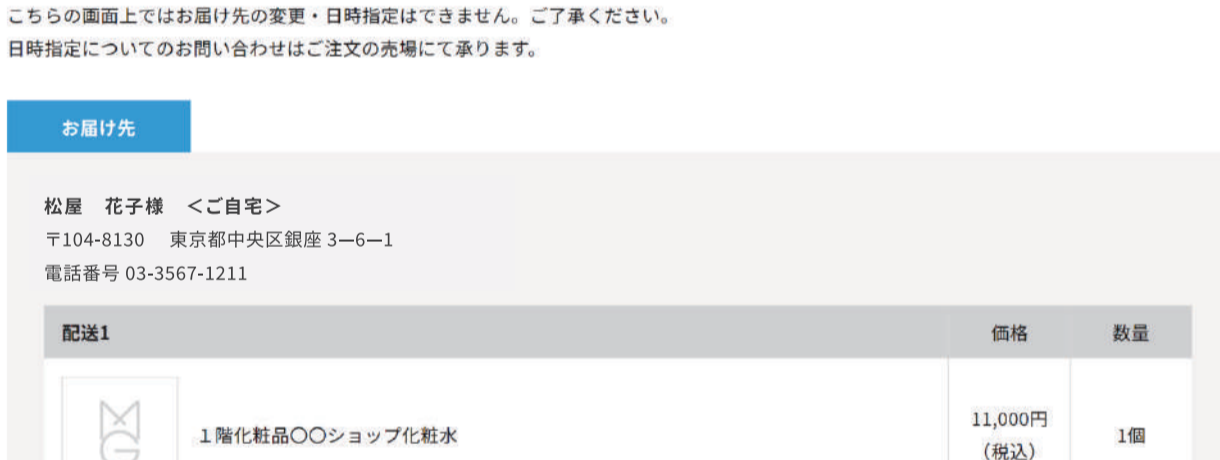 こちらの画面上ではお届け先の変更・日時指定はできません。ご了承ください。
日時指定についてのお問い合わせはご注文の売場にて承ります。
お届け先
松屋　花子様　＜ご自宅＞
〒104-8130　東京都中央区銀座 3—6—1
電話番号 03-3567-1211
配送1　価格　数量
MG
１階化粧品〇〇ショップ化粧水　11,000円　1個
（税込）